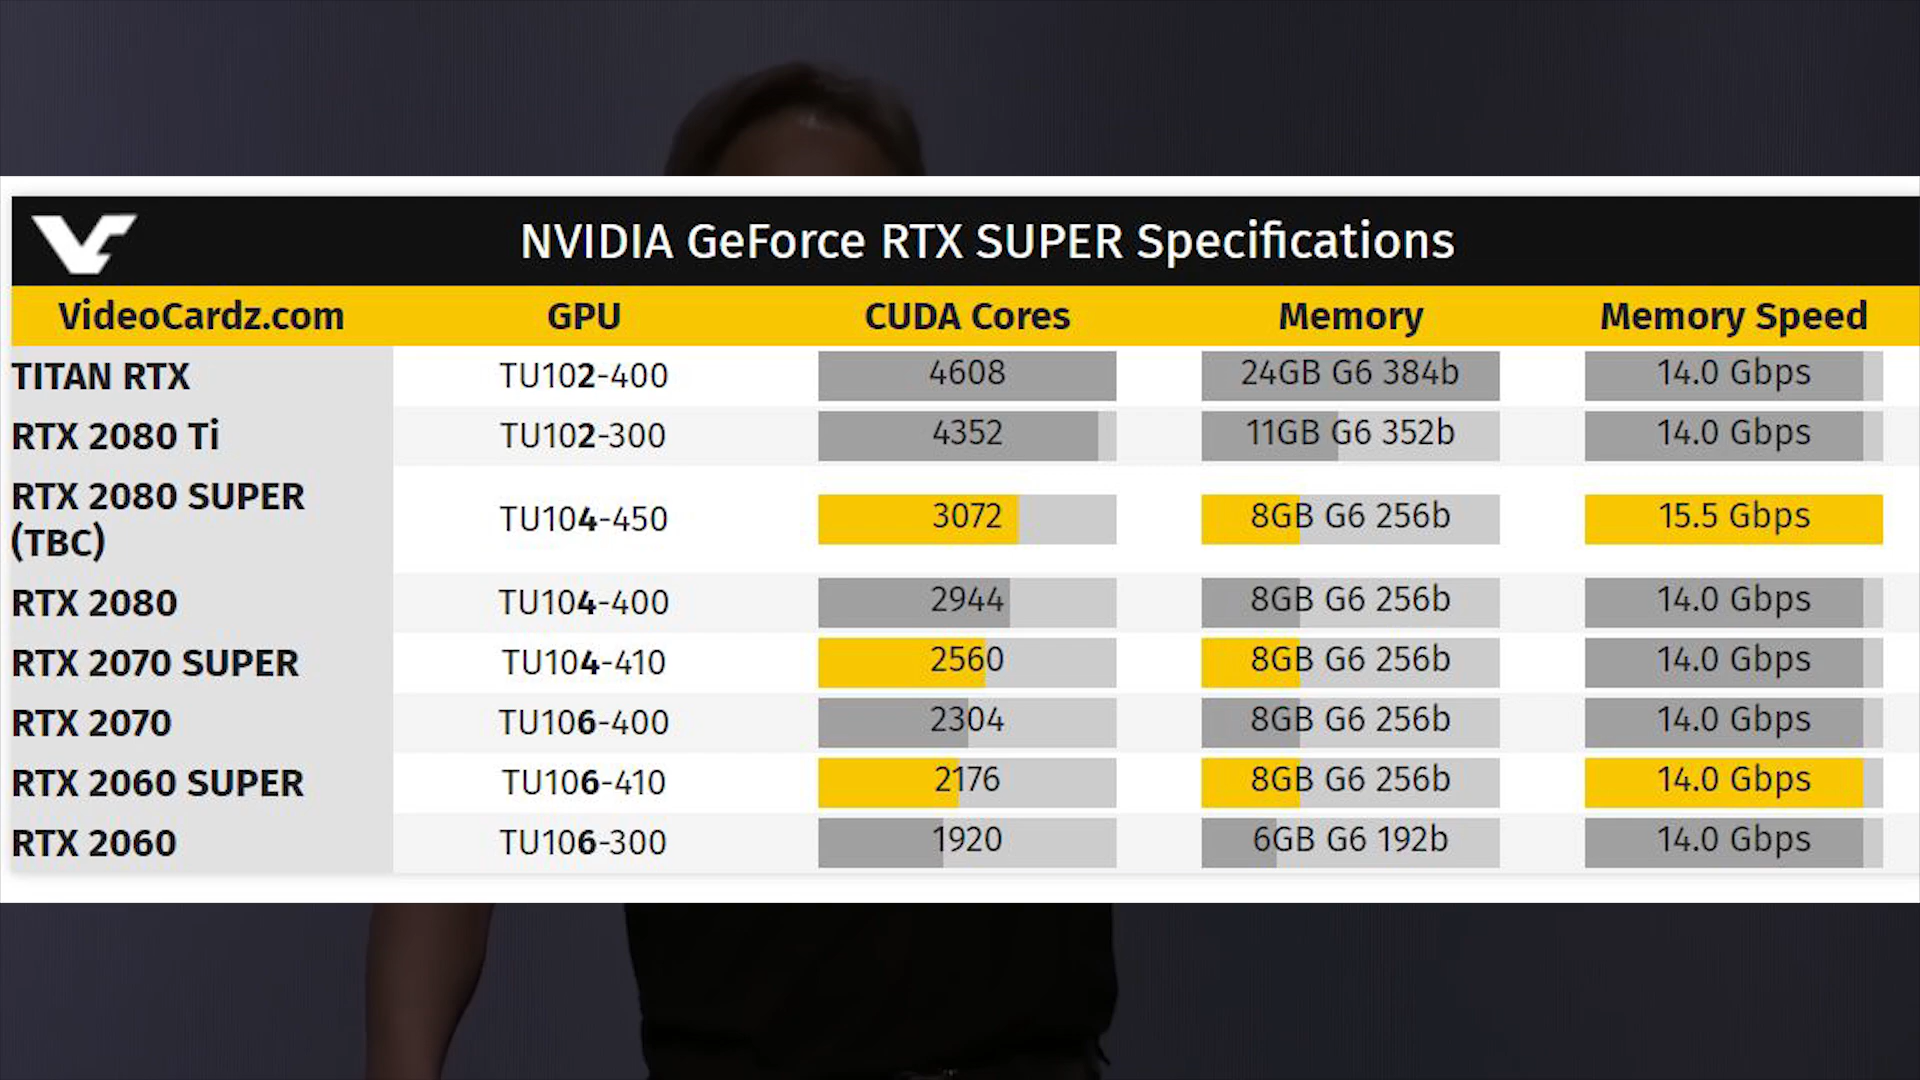 NVIDIA GeForce RTX SUPER Specifications
VideoCardz.com GPU CUDA Cores Memory Memory Speed
TITAN RTX TU102-400 4608 24GB G6 384b 14.0 Gbps
RTX 2080 Ti TU102-300 4352 11GB G6 352b 14.0 Gbps
RTX 2080 SUPER
(TBC) TU104-450 3072 8GB G6 256b 15.5 Gbps
RTX 2080 TU104-400 2944 8GB G6 256b 14.0 Gbps
RTX 2070 SUPER TU104-410 2560 8GB G6 256b 14.0 Gbps
RTX 2070 TU106-400 2304 8GB G6 256b 14.0 Gbps
RTX 2060 SUPER TU106-410 2176 8GB G6 256b 14.0 Gbps
RTX 2060 TU106-300 1920 6GB G6 192b 14.0 Gbps